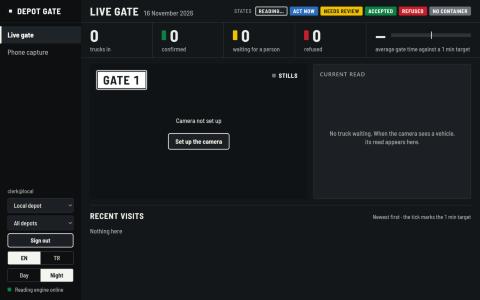 DEPOT GATE
Live gate
Phone capture
clerk@local
Local depot
All depots
Sign out
EN TR
Day Night
Reading engine online
LIVE GATE 16 November 2026
STATES READING... ACT NOW NEEDS REVIEW ACCEPTED REFUSED NO CONTAINER
0 trucks in
0 confirmed
0 waiting for a person
0 refused
— average gate time against a 1 min target
GATE 1
STILLS
Camera not set up
Set up the camera
CURRENT READ
No truck waiting. When the camera sees a vehicle,
its read appears here.
RECENT VISITS
Newest first · the tick marks the 1 min target
Nothing here